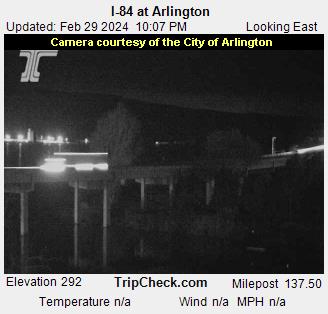 I-84 at Arlington
Updated: Feb 29 2024 10:07 PM Looking East
Camera courtesy of the City of Arlington
Elevation 292 TripCheck.com Milepost 137.50
Temperature n/a Wind n/a MPH n/a